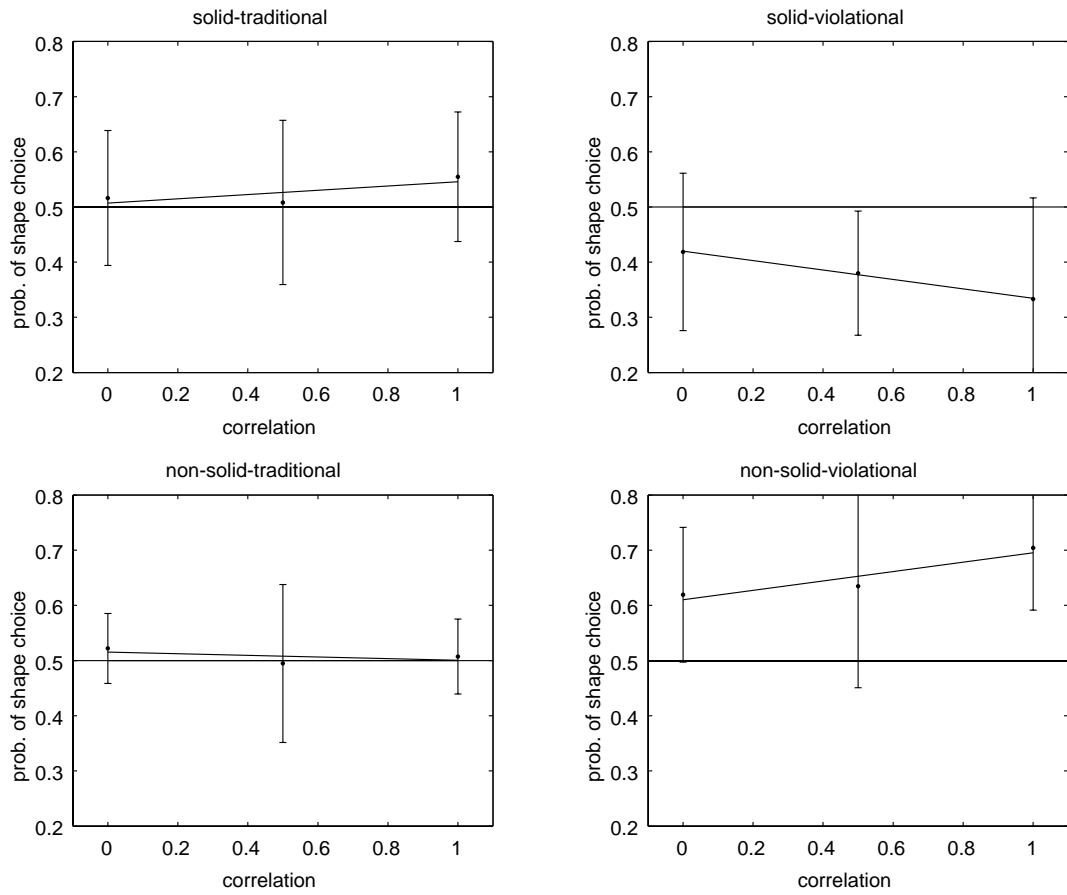 solid-traditional
prob. of shape choice
0.8
0.7
0.6
0.5
0.4
0.3
0.2
0 0.2 0.4 0.6 0.8 1
correlation
solid-violational
prob. of shape choice
0.8
0.7
0.6
0.5
0.4
0.3
0.2
0 0.2 0.4 0.6 0.8 1
correlation
non-solid-traditional
prob. of shape choice
0.8
0.7
0.6
0.5
0.4
0.3
0.2
0 0.2 0.4 0.6 0.8 1
correlation
non-solid-violational
prob. of shape choice
0.8
0.7
0.6
0.5
0.4
0.3
0.2
0 0.2 0.4 0.6 0.8 1
correlation